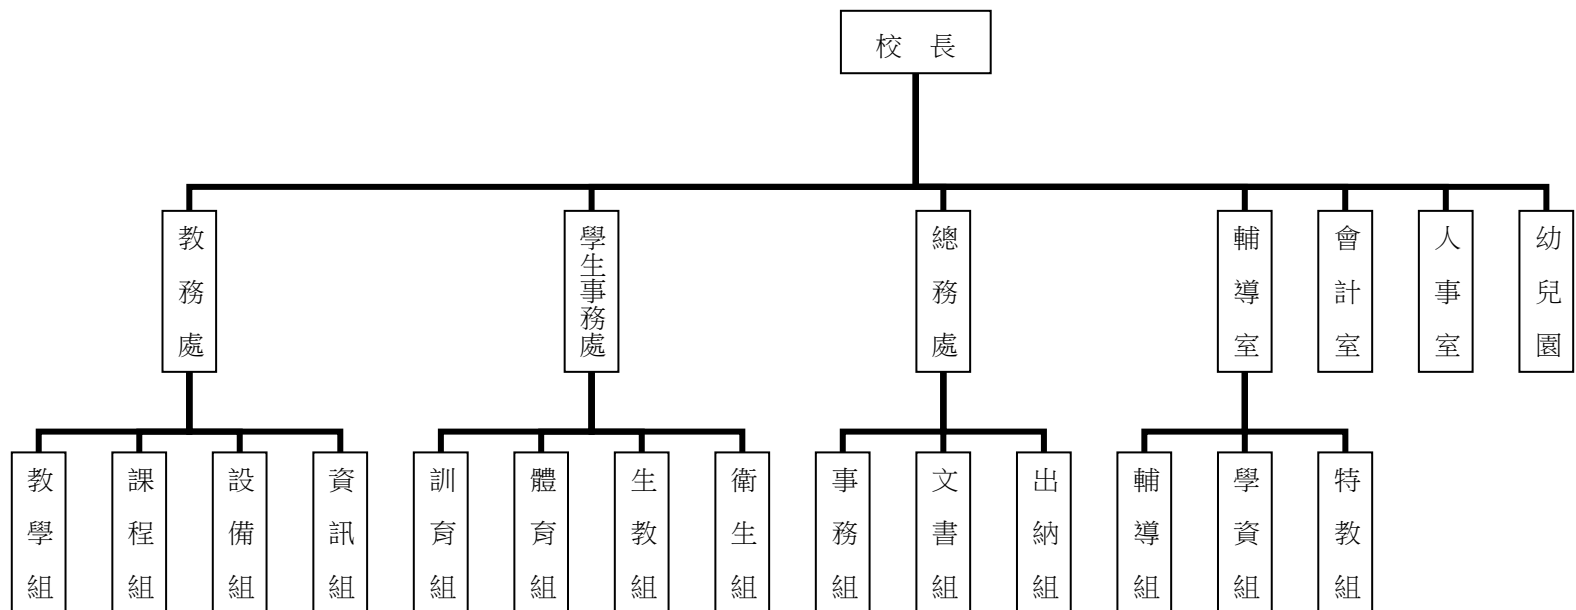 校長
教務處
學生事務處
總務處
輔導室
會計室
人事室
幼兒園
教學組
課程組
設備組
資訊組
訓育組
體育組
生教組
衛生組
事務組
文書組
出納組
輔導組
學資組
特教組